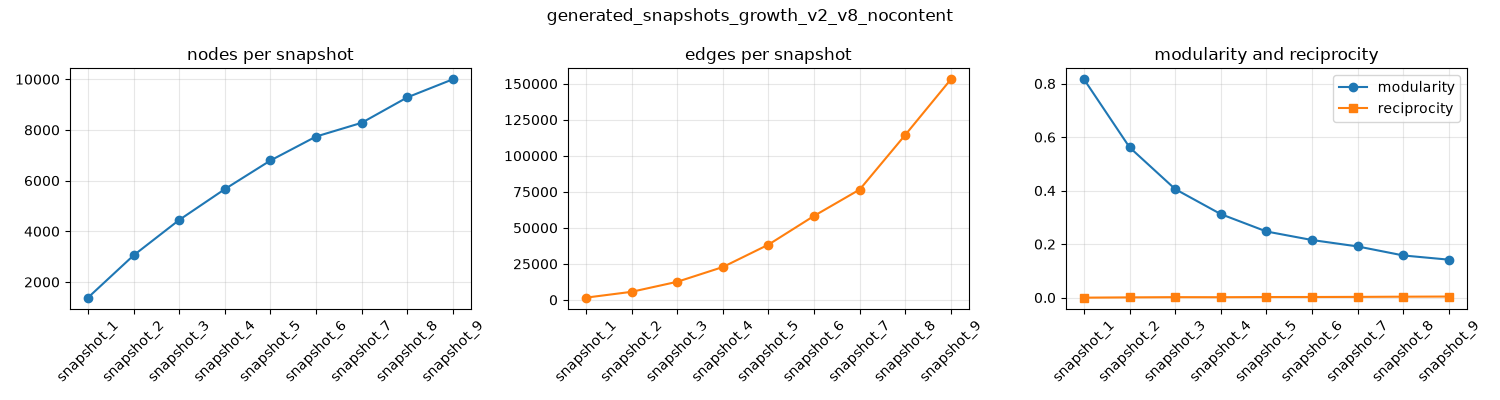 generated_snapshots_growth_v2_v8_nocontent
nodes per snapshot
10000
8000
6000
4000
2000
snapshot_1
snapshot_2
snapshot_3
snapshot_4
snapshot_5
snapshot_6
snapshot_7
snapshot_8
snapshot_9
edges per snapshot
150000
125000
100000
75000
50000
25000
0
snapshot_1
snapshot_2
snapshot_3
snapshot_4
snapshot_5
snapshot_6
snapshot_7
snapshot_8
snapshot_9
modularity and reciprocity
modularity
reciprocity
0.8
0.6
0.4
0.2
0.0
snapshot_1
snapshot_2
snapshot_3
snapshot_4
snapshot_5
snapshot_6
snapshot_7
snapshot_8
snapshot_9